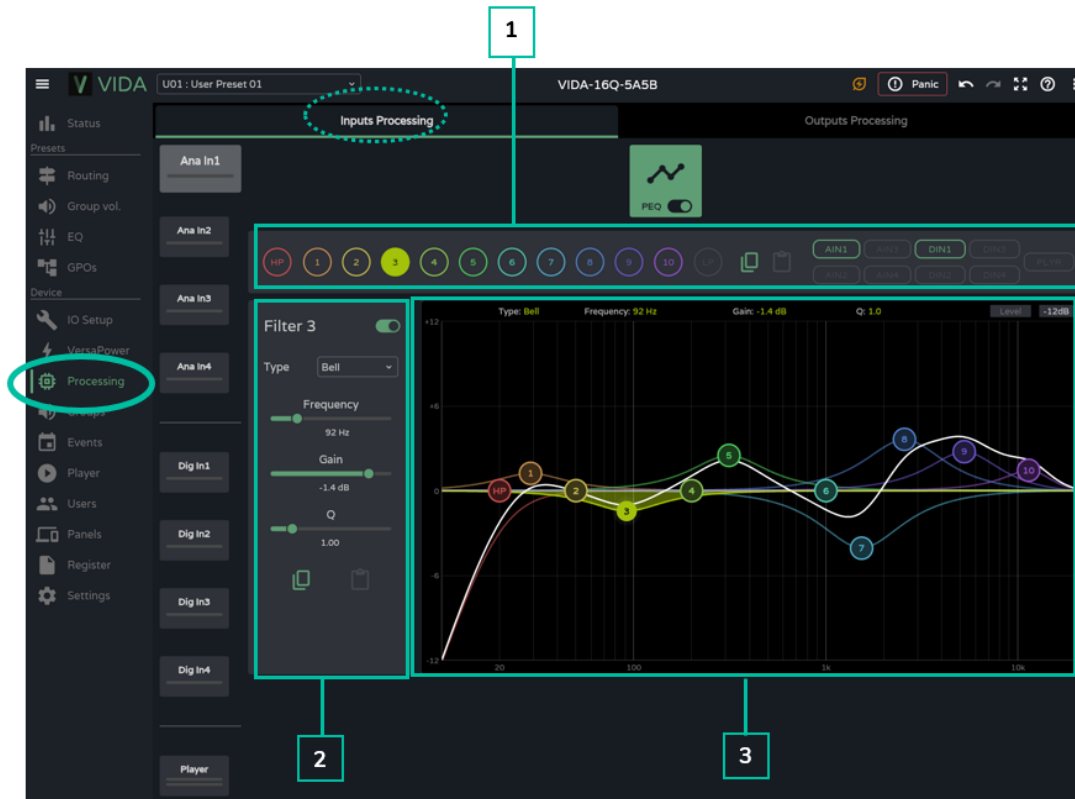 1
VIDA
U01 : User Preset 01
VIDA-16Q-5A5B
Panic
Status
Inputs Processing
Outputs Processing
Presets
Routing
Group vol.
EQ
GPOs
Device
IO Setup
VersaPower
Processing
Groups
Events
Player
Users
Panels
Register
Settings
Ana In1
Ana In2
Ana In3
Ana In4
Dig In1
Dig In2
Dig In3
Dig In4
Player
PEQ
HP 1 2 3 4 5 6 7 8 9 10 LP
AIN1 AIN3 DIN1 DIN3
AIN2 AIN4 DIN2 DIN4
PLYR
Filter 3
Type Bell
Frequency
92 Hz
Gain
-1.4 dB
Q
1.00
Type: Bell Frequency: 92 Hz Gain: -1.4 dB Q: 1.0 Level -12dB
+12
+6
0
-6
-12
HP 1 2 3 4 5 6 7 8 9 10
20 100 1k 10k
2
3